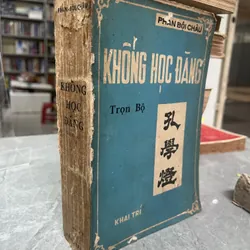 PHAN BỘI CHÂU
KHỔNG HỌC ĐĂNG
Trọn Bộ
孔學燈
KHAI TRÍ
KHỔNG
HỌC
ĐĂNG